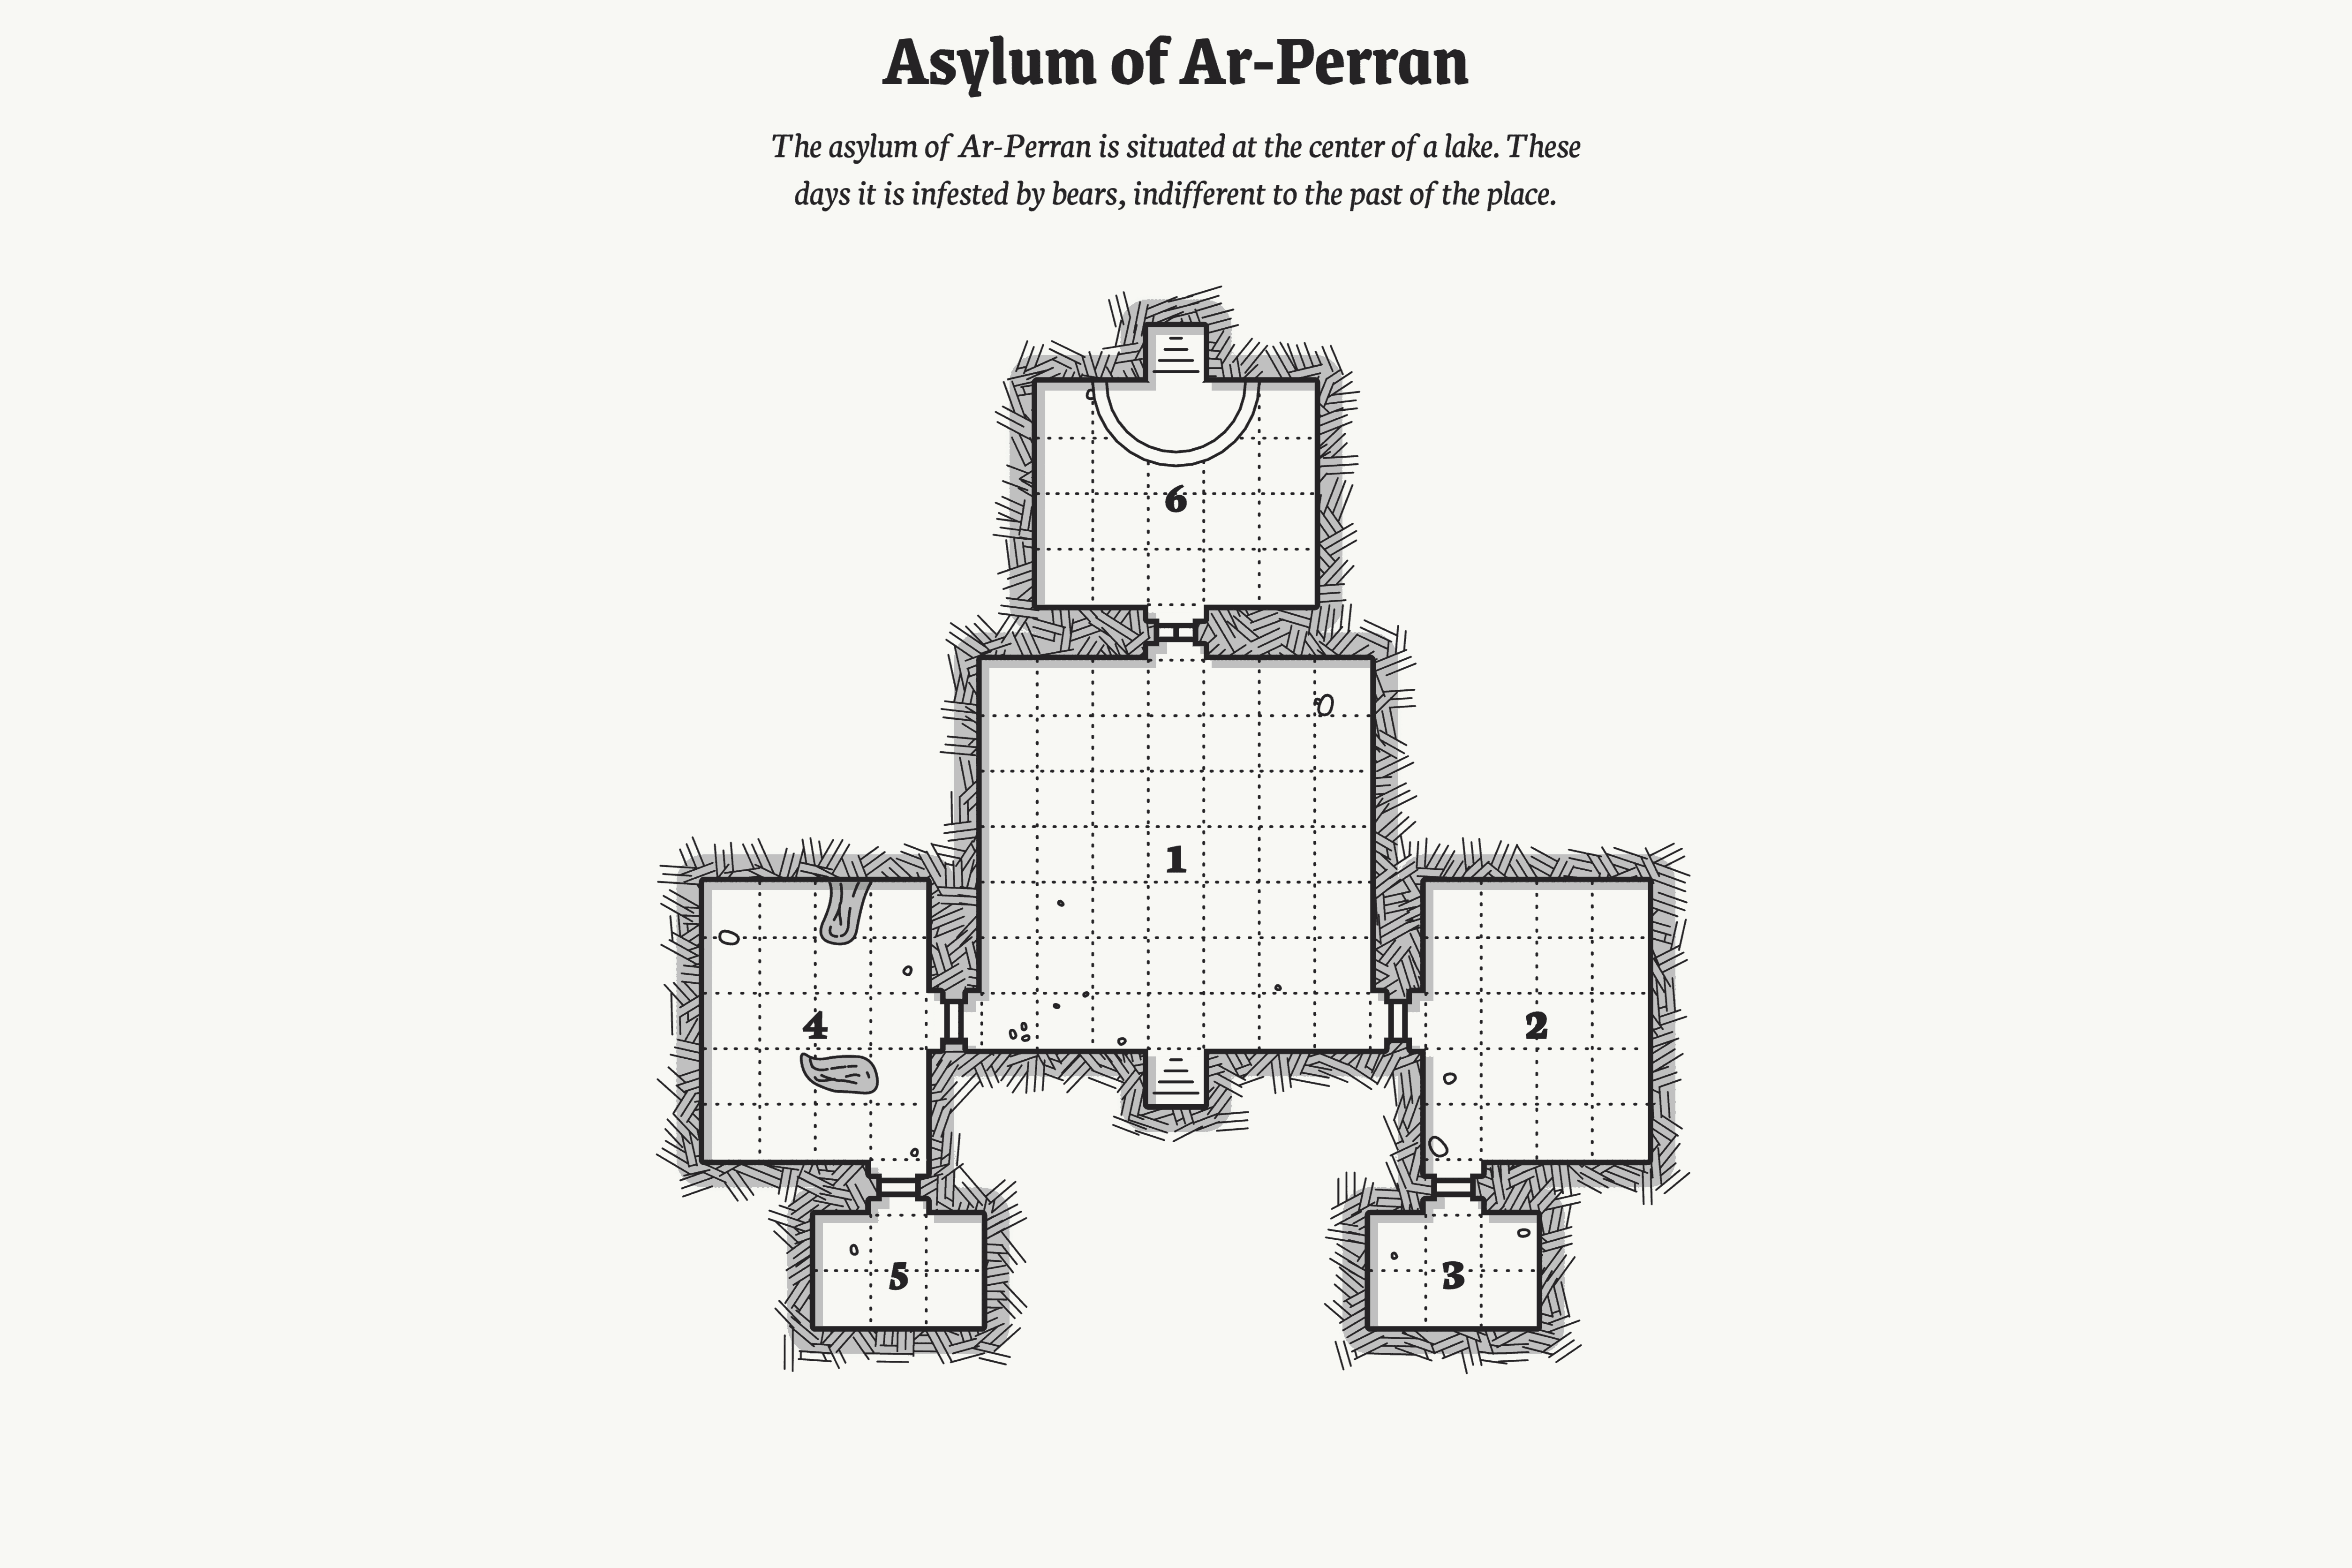 Asylum of Ar-Perran
The asylum of Ar-Perran is situated at the center of a lake. These
days it is infested by bears, indifferent to the past of the place.
6
1
4
2
5
3